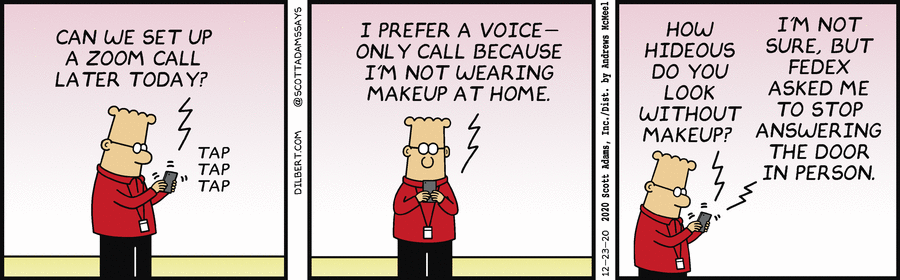 CAN WE SET UP
A ZOOM CALL
LATER TODAY?
TAP
TAP
TAP
DILBERT.COM @SCOTTADAMSSAYS
I PREFER A VOICE-
ONLY CALL BECAUSE
I'M NOT WEARING
MAKEUP AT HOME.
12-23-20 2020 Scott Adams, Inc./Dist. by Andrews McMeel
HOW
HIDEOUS
DO YOU
LOOK
WITHOUT
MAKEUP?
I'M NOT
SURE, BUT
FEDEX
ASKED ME
TO STOP
ANSWERING
THE DOOR
IN PERSON.